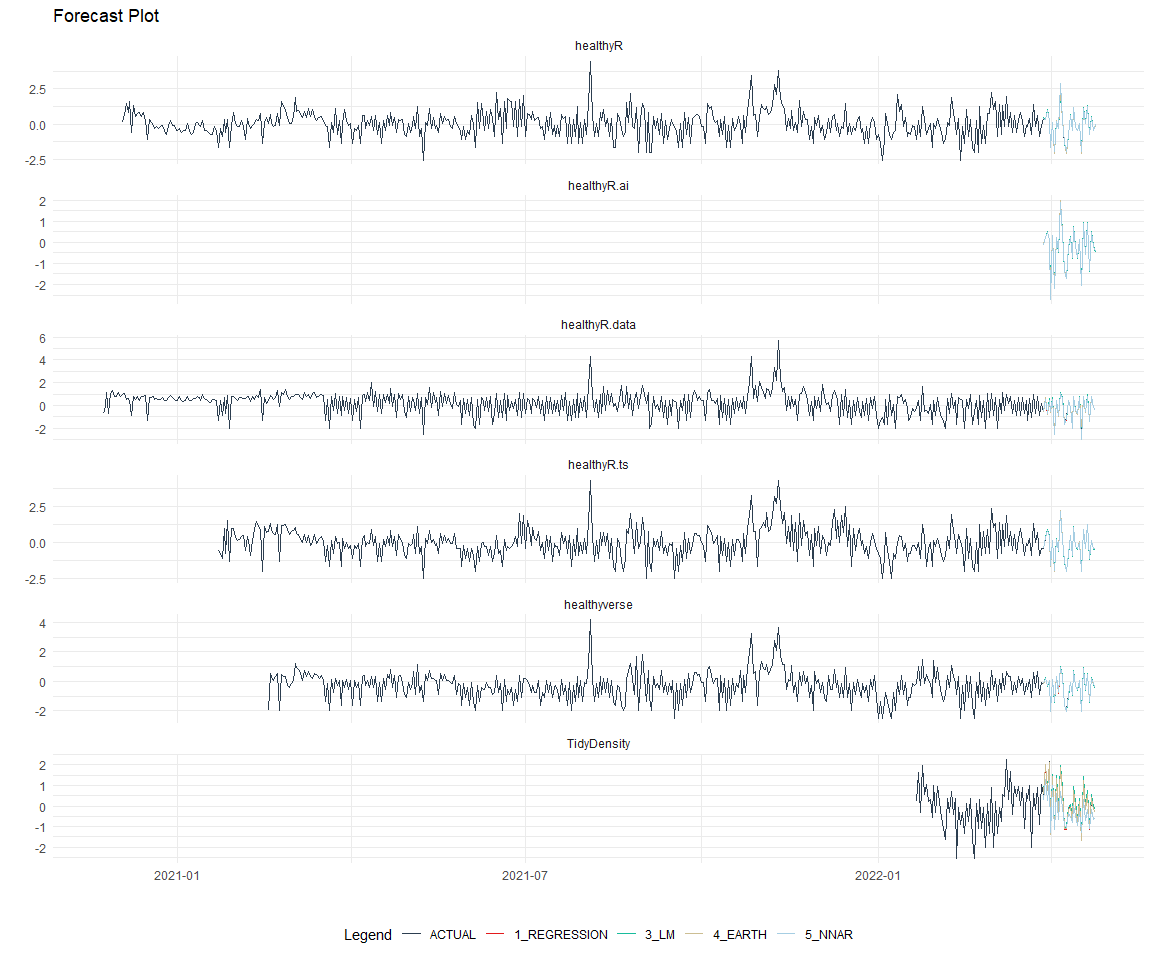 Forecast Plot
healthyR
2.5
0.0
-2.5
healthyR.ai
2
1
0
-1
-2
healthyR.data
6
4
2
0
-2
healthyR.ts
2.5
0.0
-2.5
healthyverse
4
2
0
-2
TidyDensity
2
1
0
-1
-2
2021-01 2021-07 2022-01
Legend ACTUAL 1_REGRESSION 3_LM 4_EARTH 5_NNAR